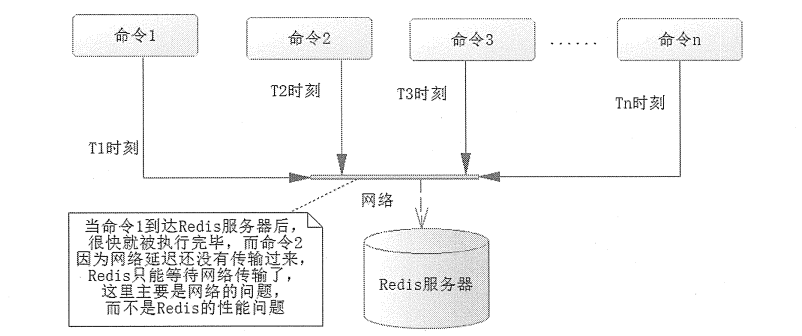 命令1
命令2
命令3
......
命令n
T2时刻
T3时刻
Tn时刻
T1时刻
网络
当命令1到达Redis服务器后，
很快就被执行完毕，而命令2
因为网络延迟还没有传输过来，
Redis只能等待网络传输了，
这里主要是网络的问题，
而不是Redis的性能问题
Redis服务器